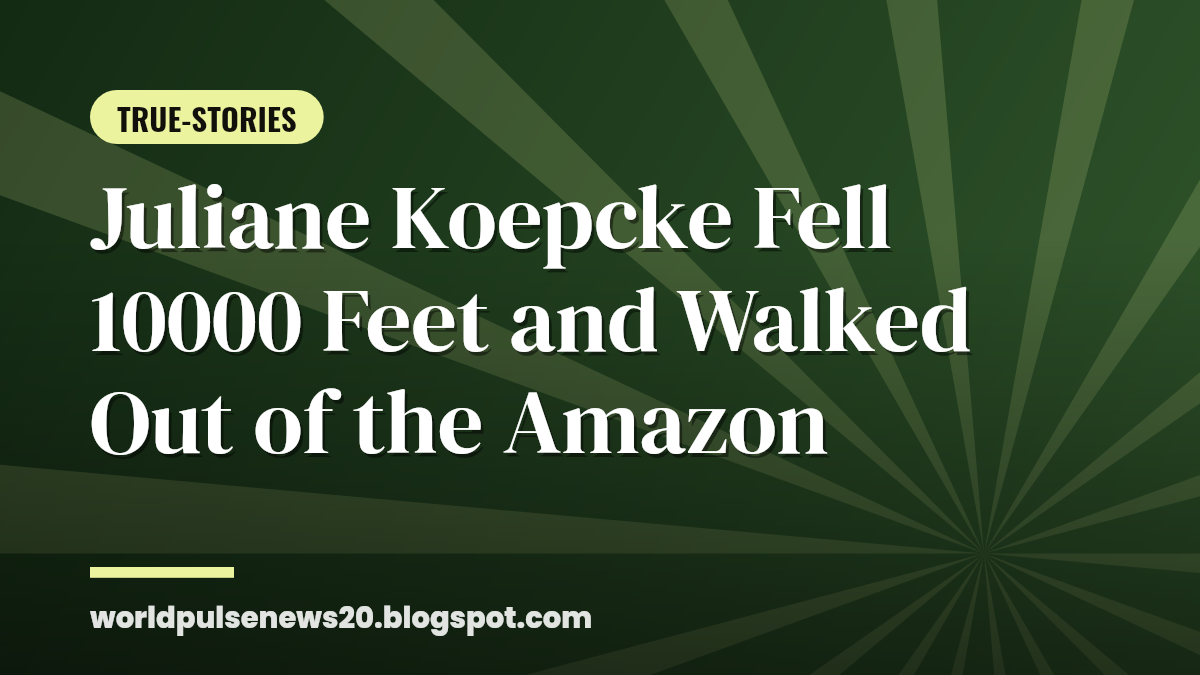 TRUE-STORIES
Juliane Koepcke Fell
10000 Feet and Walked
Out of the Amazon
worldpulsenews20.blogspot.com